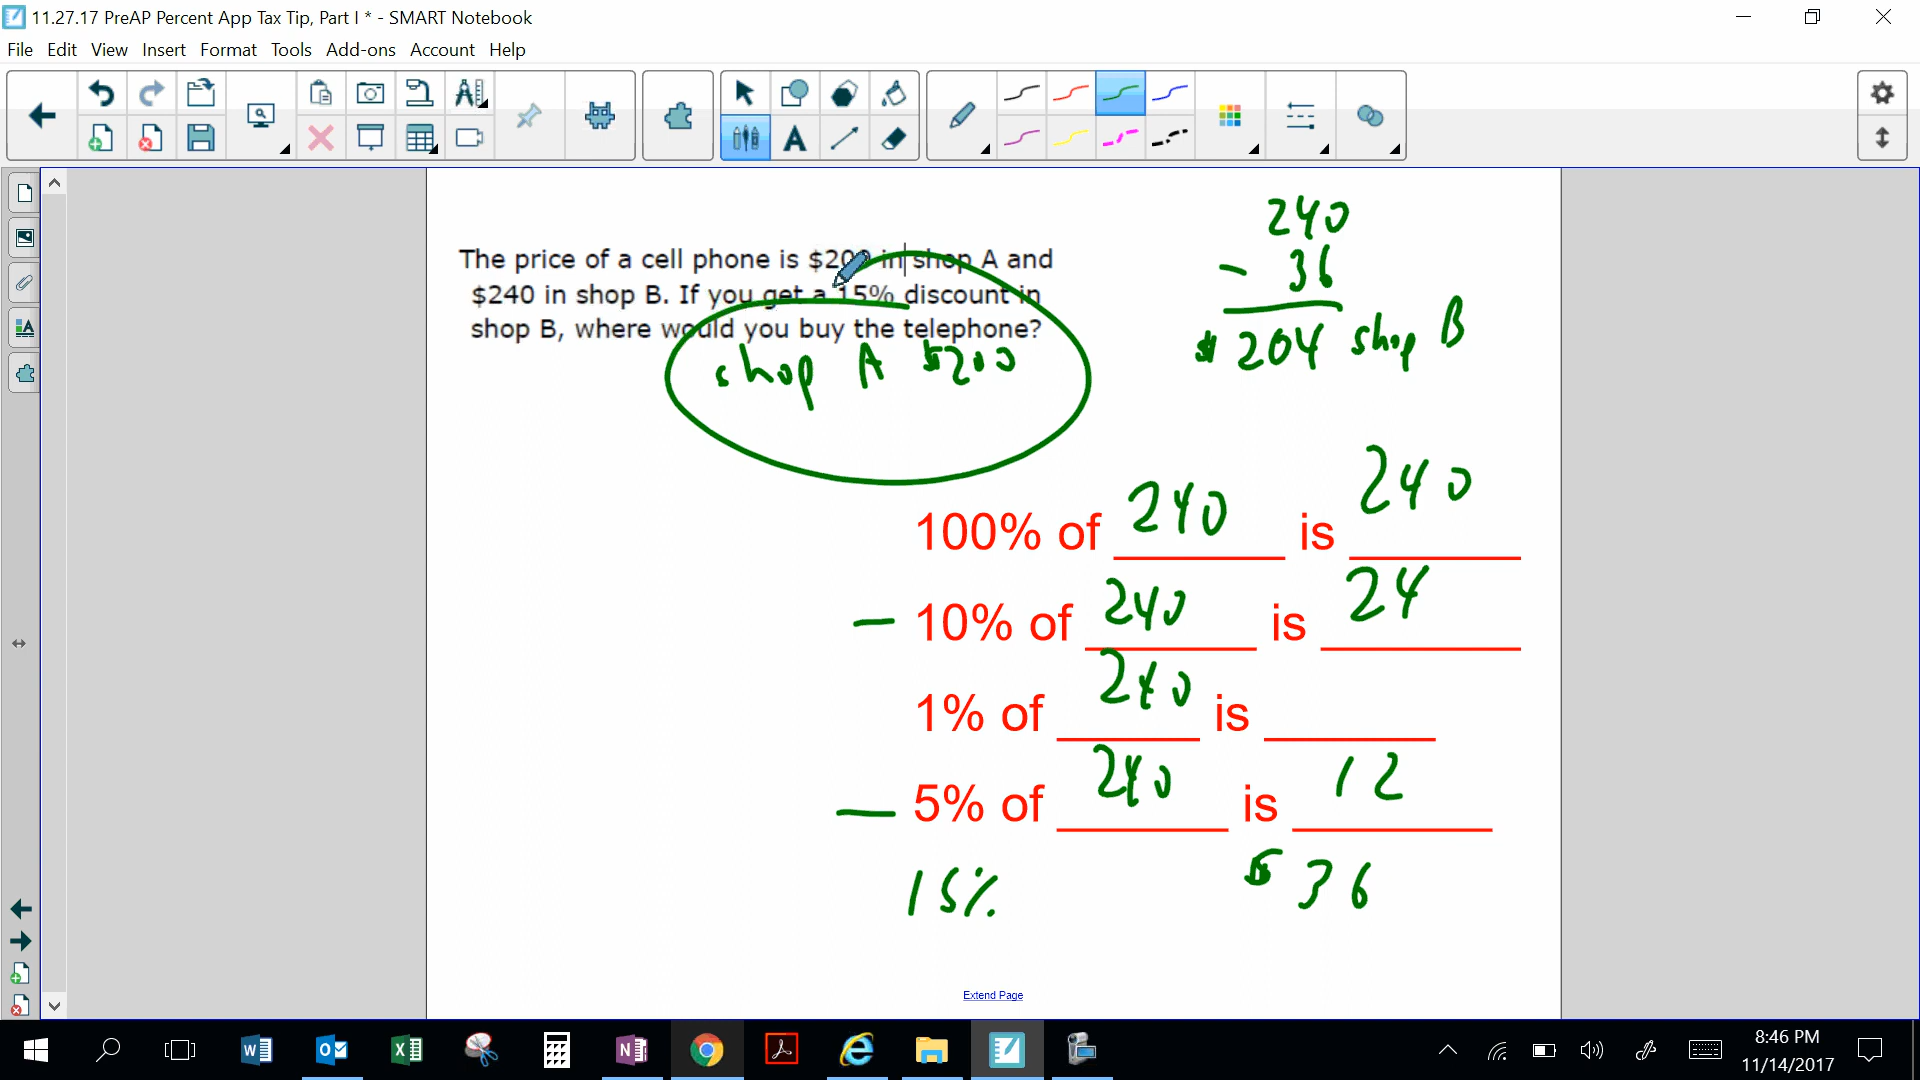 11.27.17 PreAP Percent App Tax Tip, Part I * - SMART Notebook
File Edit View Insert Format Tools Add-ons Account Help
The price of a cell phone is $200 in shop A and
$240 in shop B. If you get a 15% discount in
shop B, where would you buy the telephone?
shop A $200
240
- 36
$204 shop B
100% of 240 is 240
— 10% of 240 is 24
1% of 240 is
— 5% of 240 is 12
15% $36
Extend Page
8:46 PM
11/14/2017